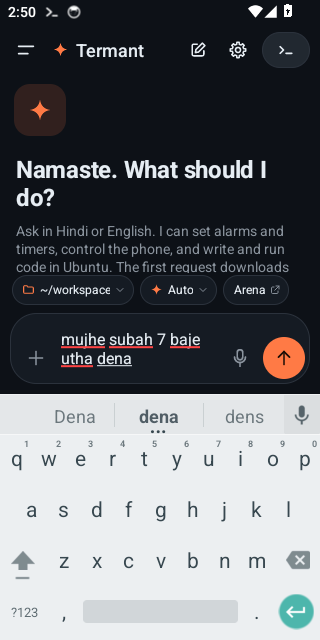 2:50
Termant
Namaste. What should I
do?
Ask in Hindi or English. I can set alarms and
timers, control the phone, and write and run
code in Ubuntu. The first request downloads
~/workspace
Auto
Arena
mujhe subah 7 baje
utha dena
Dena dena dens
1 2 3 4 5 6 7 8 9 0
q w e r t y u i o p
a s d f g h j k l
z x c v b n m
?123 , .